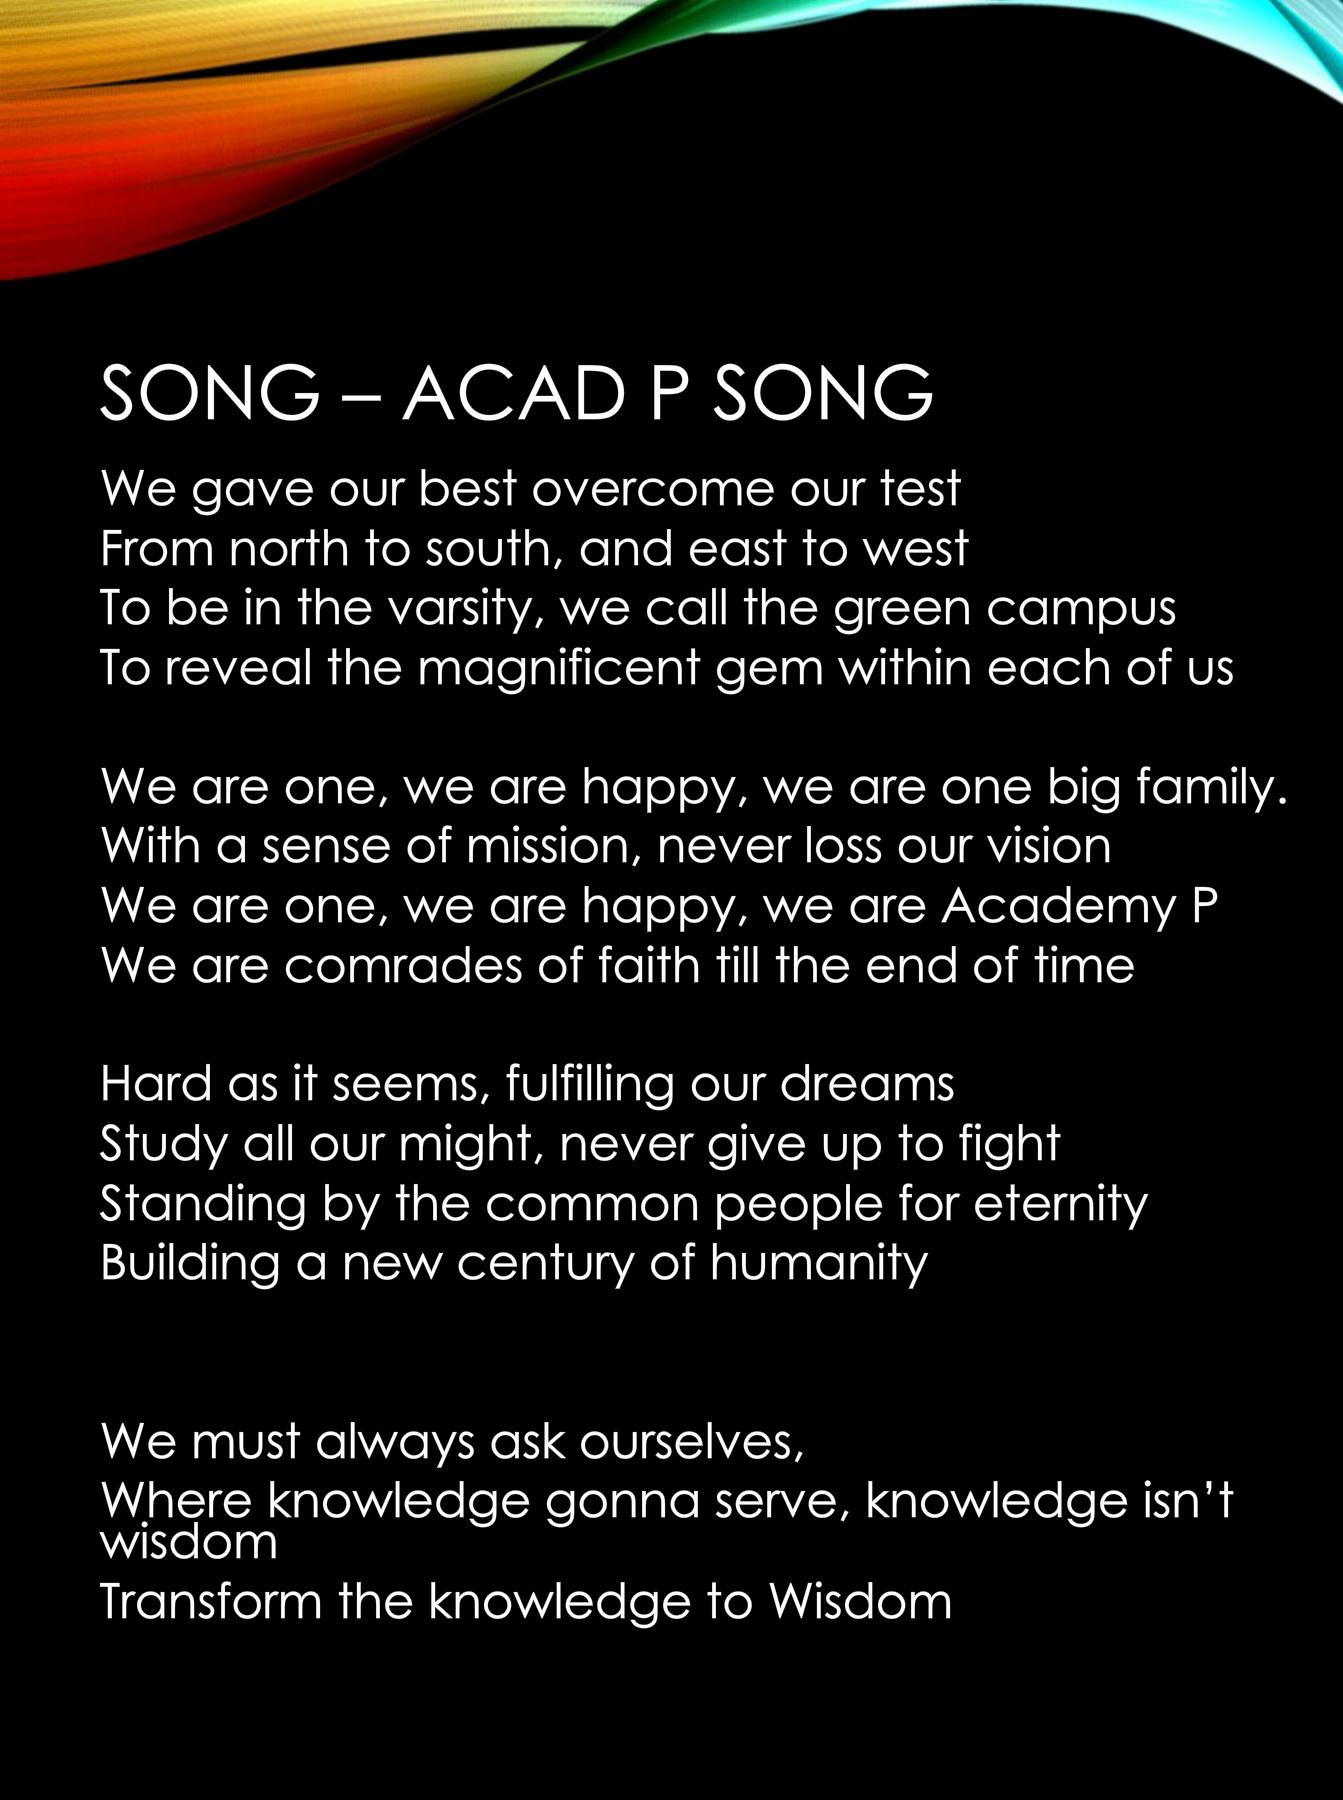 SONG – ACAD P SONG
We gave our best overcome our test
From north to south, and east to west
To be in the varsity, we call the green campus
To reveal the magnificent gem within each of us
We are one, we are happy, we are one big family.
With a sense of mission, never loss our vision
We are one, we are happy, we are Academy P
We are comrades of faith till the end of time
Hard as it seems, fulfilling our dreams
Study all our might, never give up to fight
Standing by the common people for eternity
Building a new century of humanity
We must always ask ourselves,
Where knowledge gonna serve, knowledge isn’t
wisdom
Transform the knowledge to Wisdom